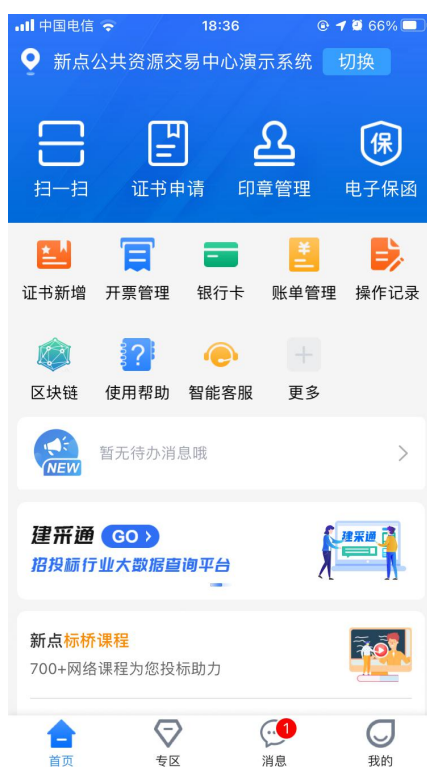 中国电信 18:36 66%
新点公共资源交易中心演示系统 切换
保
扫一扫 证书申请 印章管理 电子保函
¥
证书新增 开票管理 银行卡 账单管理 操作记录
?
区块链 使用帮助 智能客服 更多
NEW 暂无待办消息哦
建采通 GO
建采通
招投标行业大数据查询平台
新点标桥课程
700+网络课程为您投标助力
1
首页 专区 消息 我的